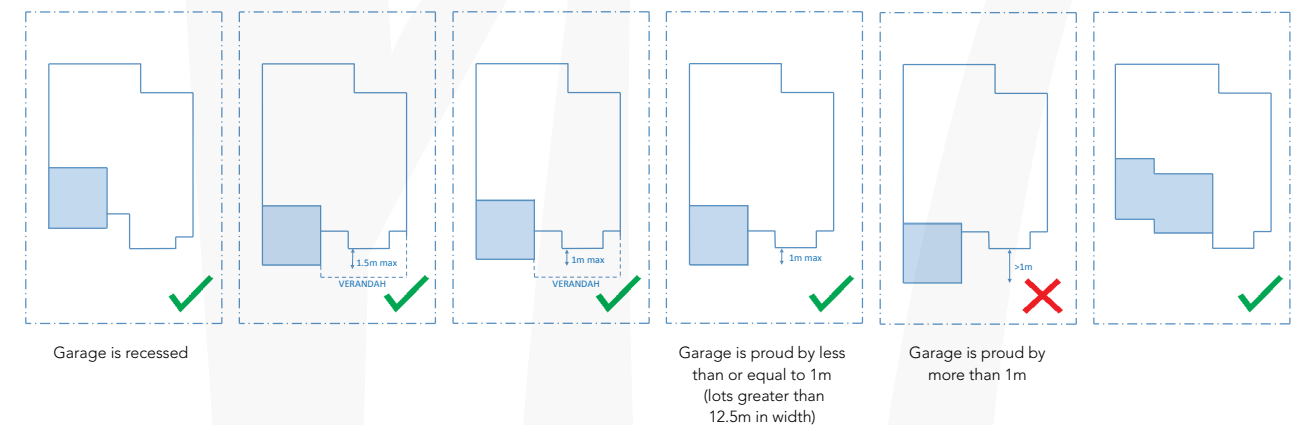 1.5m max
VERANDAH
1m max
VERANDAH
1m max
>1m
Garage is recessed
Garage is proud by less
than or equal to 1m
(lots greater than
12.5m in width)
Garage is proud by
more than 1m